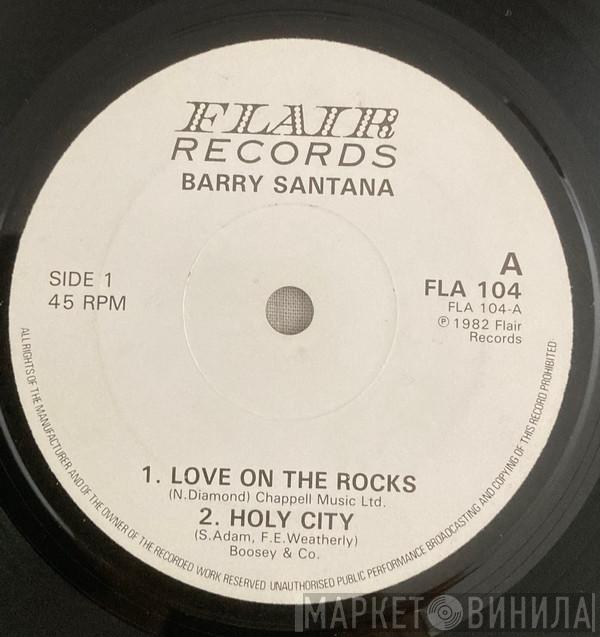 FLAIR
RECORDS
BARRY SANTANA
SIDE 1
45 RPM
A
FLA 104
FLA 104-A
℗ 1982 Flair
Records
1. LOVE ON THE ROCKS
(N.Diamond) Chappell Music Ltd.
2. HOLY CITY
(S.Adam, F.E.Weatherly)
Boosey & Co.
ALL RIGHTS OF THE MANUFACTURER AND OF THE OWNER OF THE RECORDED WORK RESERVED UNAUTHORISED PUBLIC PERFORMANCE BROADCASTING AND COPYING OF THIS RECORD PROHIBITED
МАРКЕТ ВИНИЛА